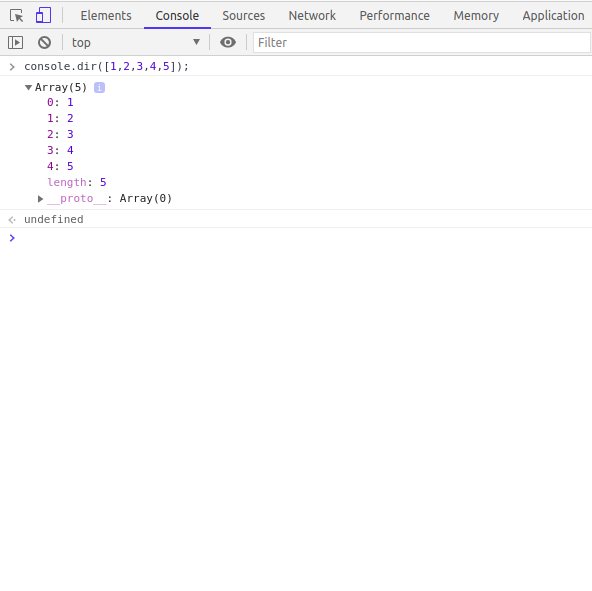 Elements Console Sources Network Performance Memory Application
top Filter
console.dir([1,2,3,4,5]);
Array(5) i
0: 1
1: 2
2: 3
3: 4
4: 5
length: 5
__proto__: Array(0)
undefined